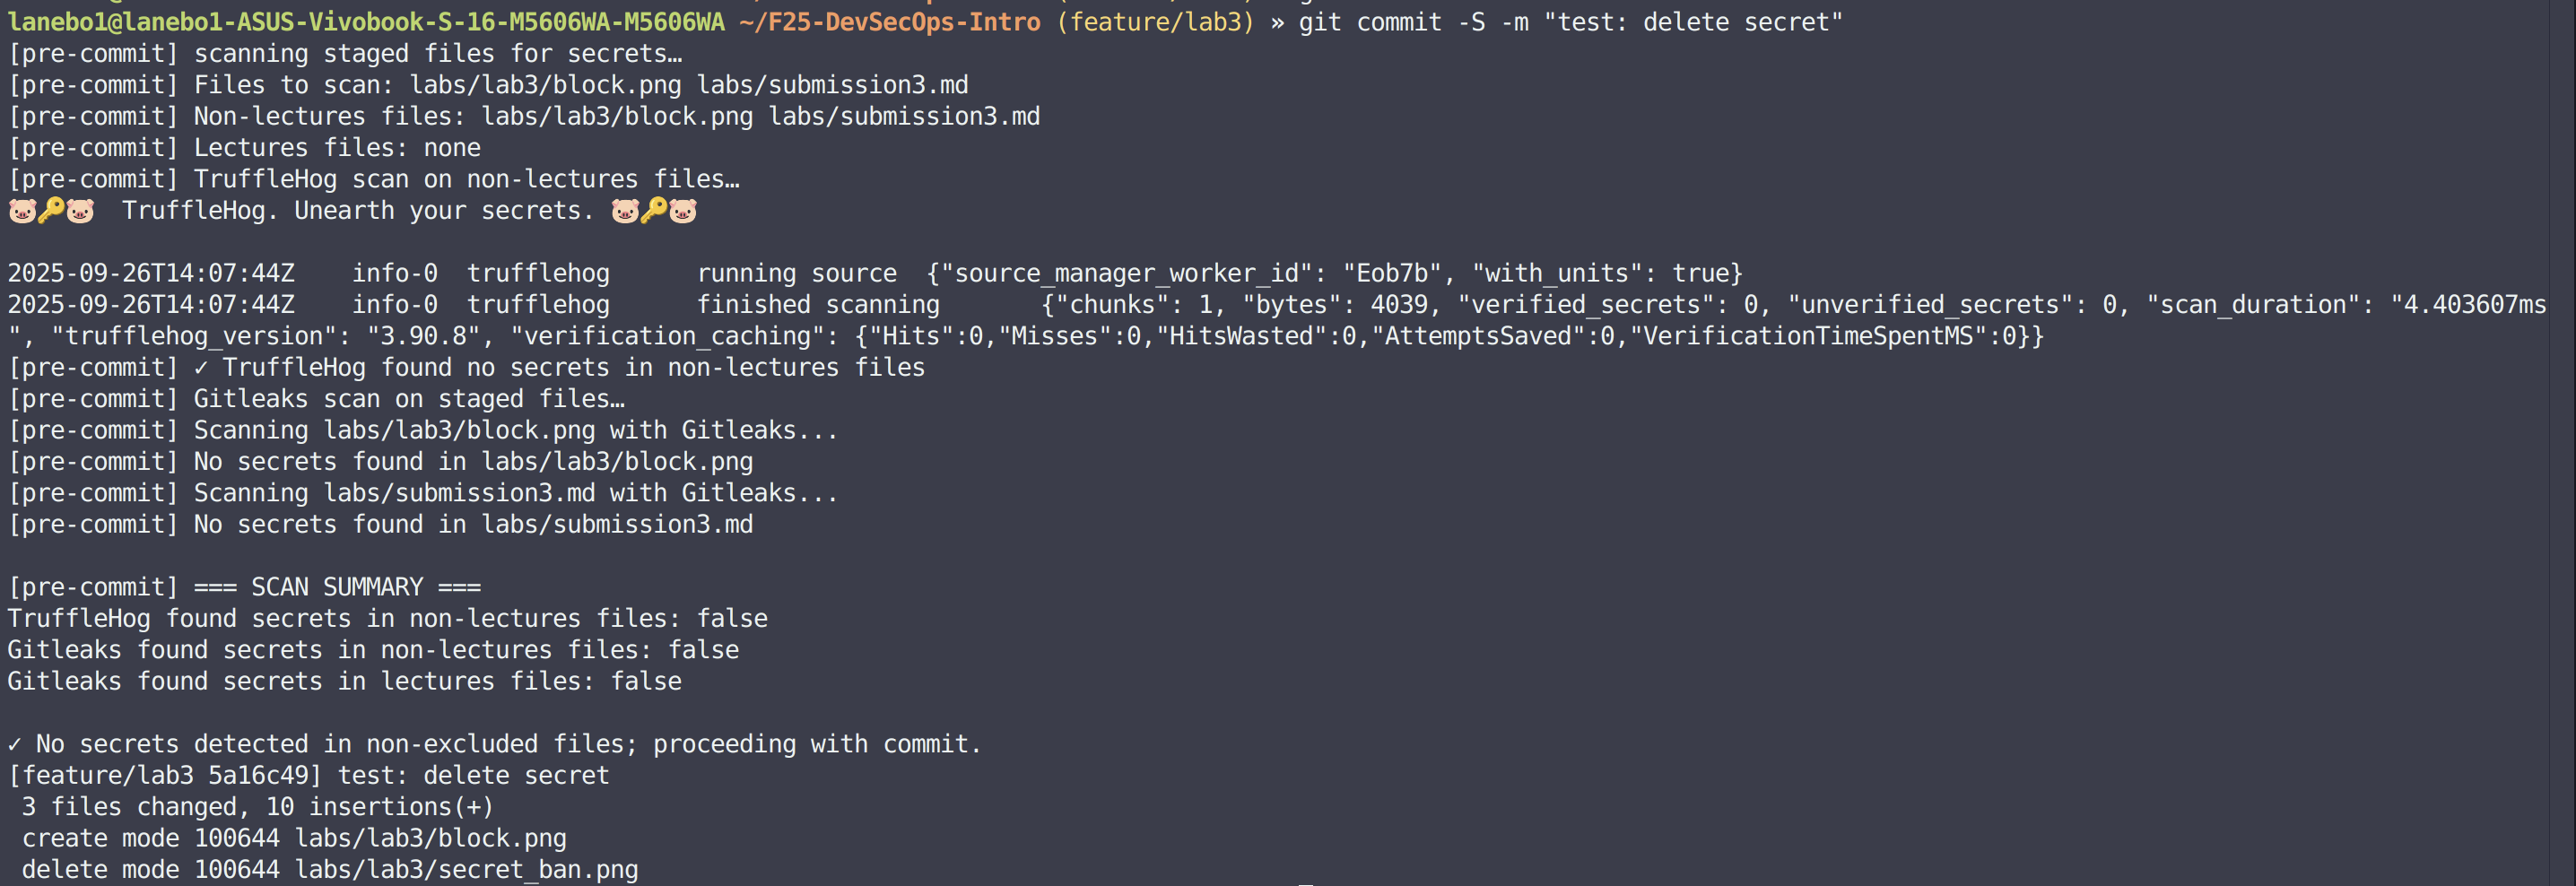 lanebo1@lanebo1-ASUS-Vivobook-S-16-M5606WA-M5606WA ~/F25-DevSecOps-Intro (feature/lab3) » git commit -S -m "test: delete secret"
[pre-commit] scanning staged files for secrets…
[pre-commit] Files to scan: labs/lab3/block.png labs/submission3.md
[pre-commit] Non-lectures files: labs/lab3/block.png labs/submission3.md
[pre-commit] Lectures files: none
[pre-commit] TruffleHog scan on non-lectures files…
🐷🔑🐷  TruffleHog. Unearth your secrets. 🐷🔑🐷
2025-09-26T14:07:44Z    info-0  trufflehog      running source  {"source_manager_worker_id": "Eob7b", "with_units": true}
2025-09-26T14:07:44Z    info-0  trufflehog      finished scanning       {"chunks": 1, "bytes": 4039, "verified_secrets": 0, "unverified_secrets": 0, "scan_duration": "4.403607ms
", "trufflehog_version": "3.90.8", "verification_caching": {"Hits":0,"Misses":0,"HitsWasted":0,"AttemptsSaved":0,"VerificationTimeSpentMS":0}}
[pre-commit] ✓ TruffleHog found no secrets in non-lectures files
[pre-commit] Gitleaks scan on staged files…
[pre-commit] Scanning labs/lab3/block.png with Gitleaks...
[pre-commit] No secrets found in labs/lab3/block.png
[pre-commit] Scanning labs/submission3.md with Gitleaks...
[pre-commit] No secrets found in labs/submission3.md
[pre-commit] === SCAN SUMMARY ===
TruffleHog found secrets in non-lectures files: false
Gitleaks found secrets in non-lectures files: false
Gitleaks found secrets in lectures files: false
✓ No secrets detected in non-excluded files; proceeding with commit.
[feature/lab3 5a16c49] test: delete secret
 3 files changed, 10 insertions(+)
 create mode 100644 labs/lab3/block.png
 delete mode 100644 labs/lab3/secret_ban.png